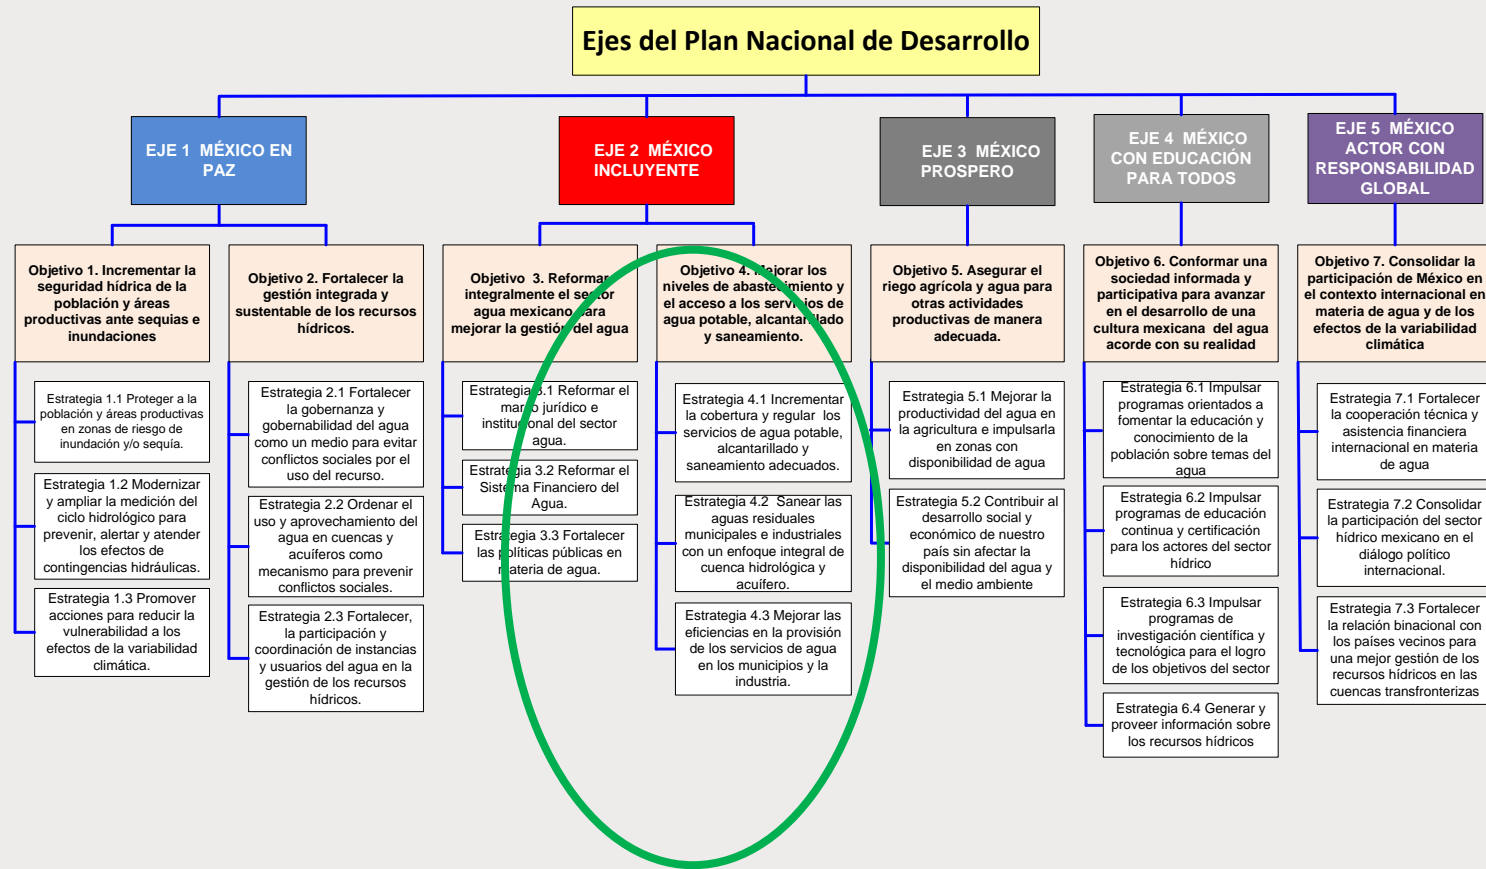 Ejes del Plan Nacional de Desarrollo
EJE 1 MÉXICO EN
PAZ
EJE 2 MÉXICO
INCLUYENTE
EJE 3 MÉXICO
PROSPERO
EJE 4 MÉXICO
CON EDUCACIÓN
PARA TODOS
EJE 5 MÉXICO
ACTOR CON
RESPONSABILIDAD
GLOBAL
Objetivo 1. Incrementar la
seguridad hídrica de la
población y áreas
productivas ante sequias e
inundaciones
Estrategia 1.1 Proteger a la
población y áreas productivas
en zonas de riesgo de
inundación y/o sequía.
Estrategia 1.2 Modernizar
y ampliar la medición del
ciclo hidrológico para
prevenir, alertar y atender
los efectos de
contingencias hidráulicas.
Estrategia 1.3 Promover
acciones para reducir la
vulnerabilidad a los
efectos de la variabilidad
climática.
Objetivo 2. Fortalecer la
gestión integrada y
sustentable de los recursos
hídricos.
Estrategia 2.1 Fortalecer
la gobernanza y
gobernabilidad del agua
como un medio para evitar
conflictos sociales por el
uso del recurso.
Estrategia 2.2 Ordenar el
uso y aprovechamiento del
agua en cuencas y
acuíferos como
mecanismo para prevenir
conflictos sociales.
Estrategia 2.3 Fortalecer,
la participación y
coordinación de instancias
y usuarios del agua en la
gestión de los recursos
hídricos.
Objetivo 3. Reformar
integralmente el sector
agua mexicano para
mejorar la gestión del agua
Estrategia 3.1 Reformar el
marco jurídico e
institucional del sector
agua.
Estrategia 3.2 Reformar el
Sistema Financiero del
Agua.
Estrategia 3.3 Fortalecer
las políticas públicas en
materia de agua.
Objetivo 4. Mejorar los
niveles de abastecimiento y
el acceso a los servicios de
agua potable, alcantarillado
y saneamiento.
Estrategia 4.1 Incrementar
la cobertura y regular los
servicios de agua potable,
alcantarillado y
saneamiento adecuados.
Estrategia 4.2 Sanear las
aguas residuales
municipales e industriales
con un enfoque integral de
cuenca hidrológica y
acuífero.
Estrategia 4.3 Mejorar las
eficiencias en la provisión
de los servicios de agua
en los municipios y la
industria.
Objetivo 5. Asegurar el
riego agrícola y agua para
otras actividades
productivas de manera
adecuada.
Estrategia 5.1 Mejorar la
productividad del agua en
la agricultura e impulsarla
en zonas con
disponibilidad de agua
Estrategia 5.2 Contribuir al
desarrollo social y
económico de nuestro
país sin afectar la
disponibilidad del agua y
el medio ambiente
Objetivo 6. Conformar una
sociedad informada y
participativa para avanzar
en el desarrollo de una
cultura mexicana del agua
acorde con su realidad
Estrategia 6.1 Impulsar
programas orientados a
fomentar la educación y
conocimiento de la
población sobre temas del
agua
Estrategia 6.2 Impulsar
programas de educación
continua y certificación
para los actores del sector
hídrico
Estrategia 6.3 Impulsar
programas de
investigación científica y
tecnológica para el logro
de los objetivos del sector
Estrategia 6.4 Generar y
proveer información sobre
los recursos hídricos
Objetivo 7. Consolidar la
participación de México en
el contexto internacional en
materia de agua y de los
efectos de la variabilidad
climática
Estrategia 7.1 Fortalecer
la cooperación técnica y
asistencia financiera
internacional en materia
de agua
Estrategia 7.2 Consolidar
la participación del sector
hídrico mexicano en el
diálogo político
internacional.
Estrategia 7.3 Fortalecer
la relación binacional
con los países vecinos para
una mejor gestión de los
recursos hídricos en las
cuencas transfronterizas